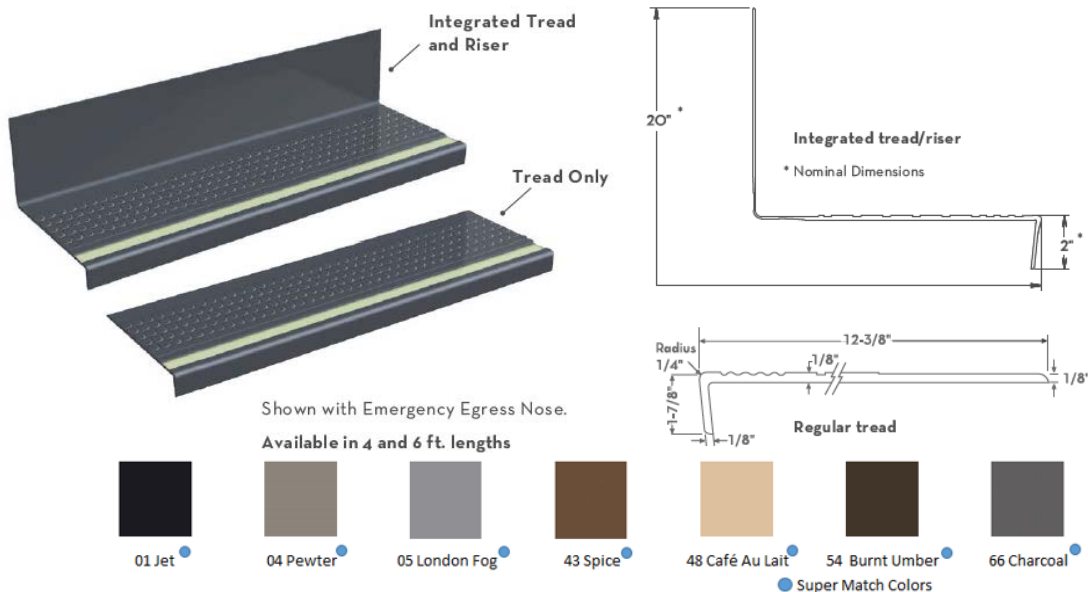 Integrated Tread
and Riser
20" *
Integrated tread/riser
* Nominal Dimensions
2" *
Tread Only
12-3/8"
Radius
1/4"
1/8"
1/8'
1-7/8"
1/8"
Regular tread
Shown with Emergency Egress Nose.
Available in 4 and 6 ft. lengths
01 Jet
04 Pewter
05 London Fog
43 Spice
48 Café Au Lait
54 Burnt Umber
66 Charcoal
Super Match Colors